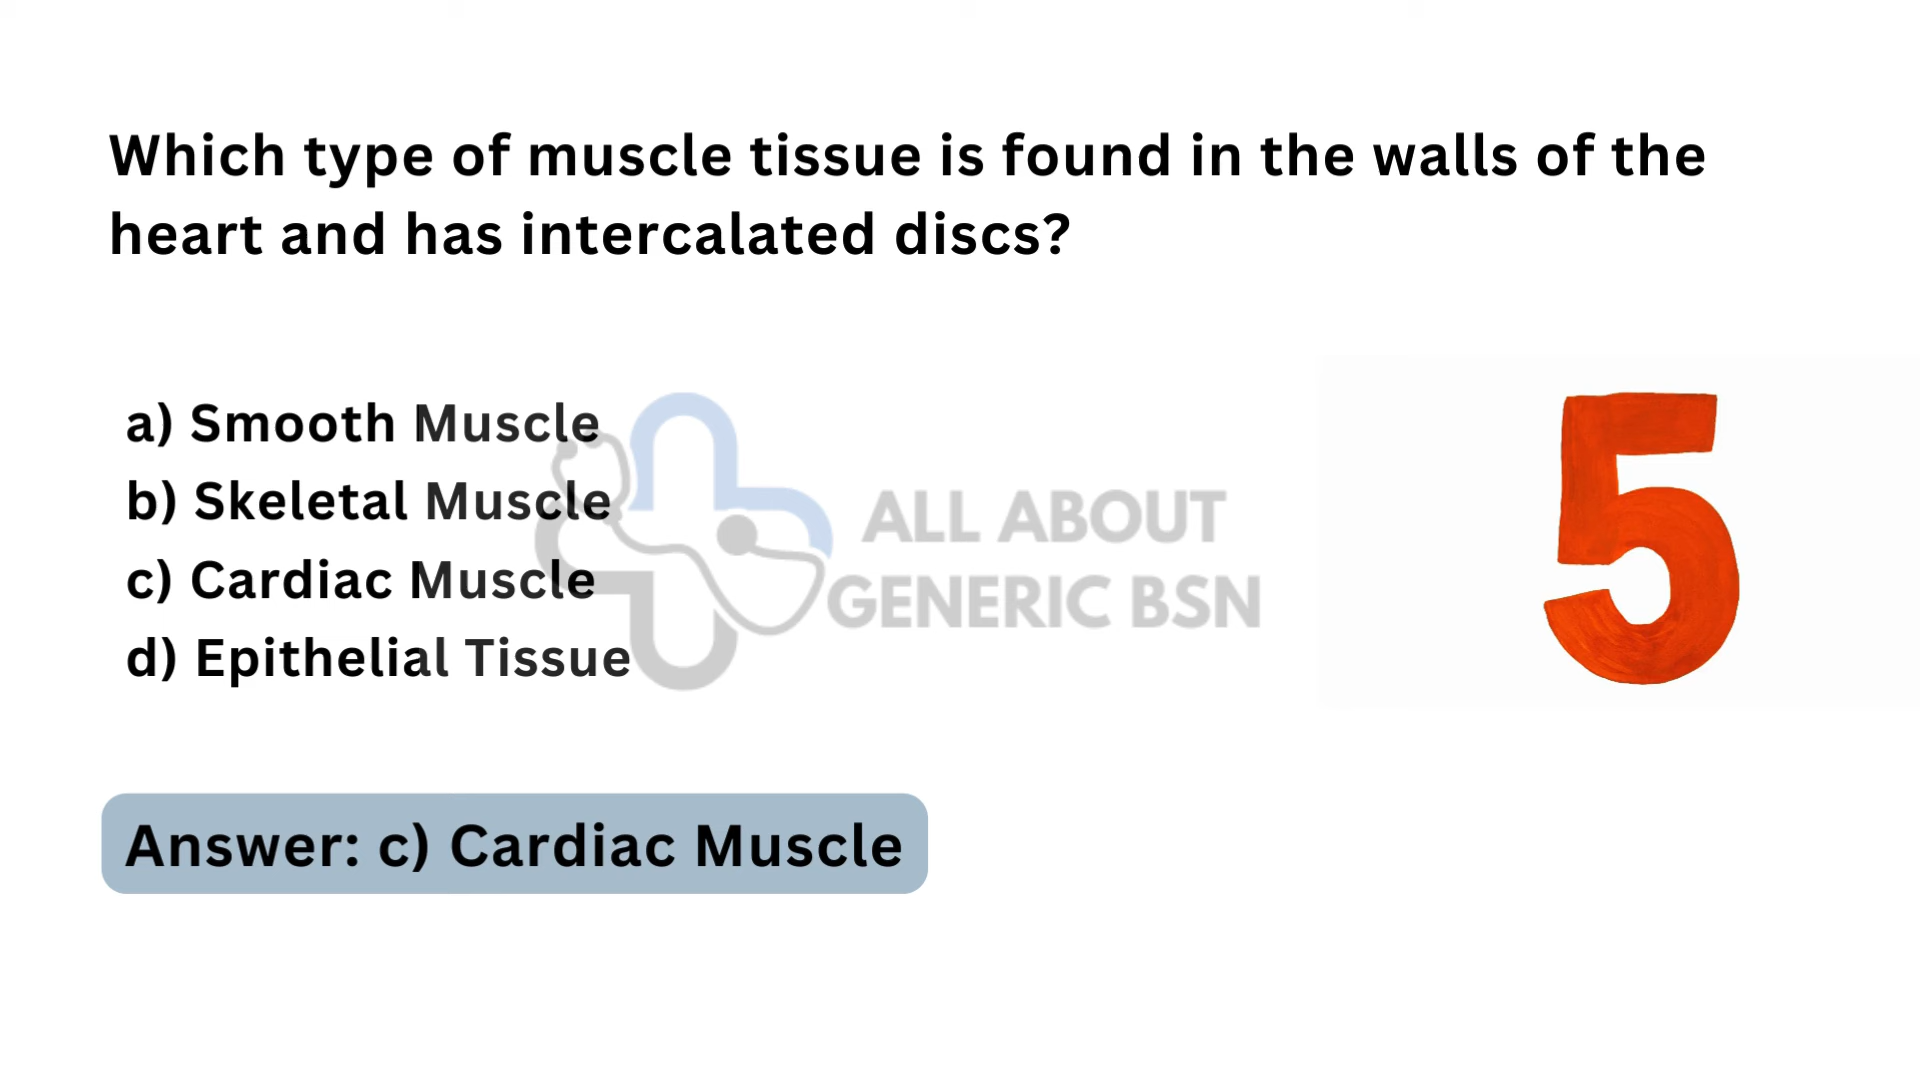 Which type of muscle tissue is found in the walls of the
heart and has intercalated discs?
a) Smooth Muscle
b) Skeletal Muscle
c) Cardiac Muscle
d) Epithelial Tissue
ALL ABOUT
GENERIC BSN
5
Answer: c) Cardiac Muscle